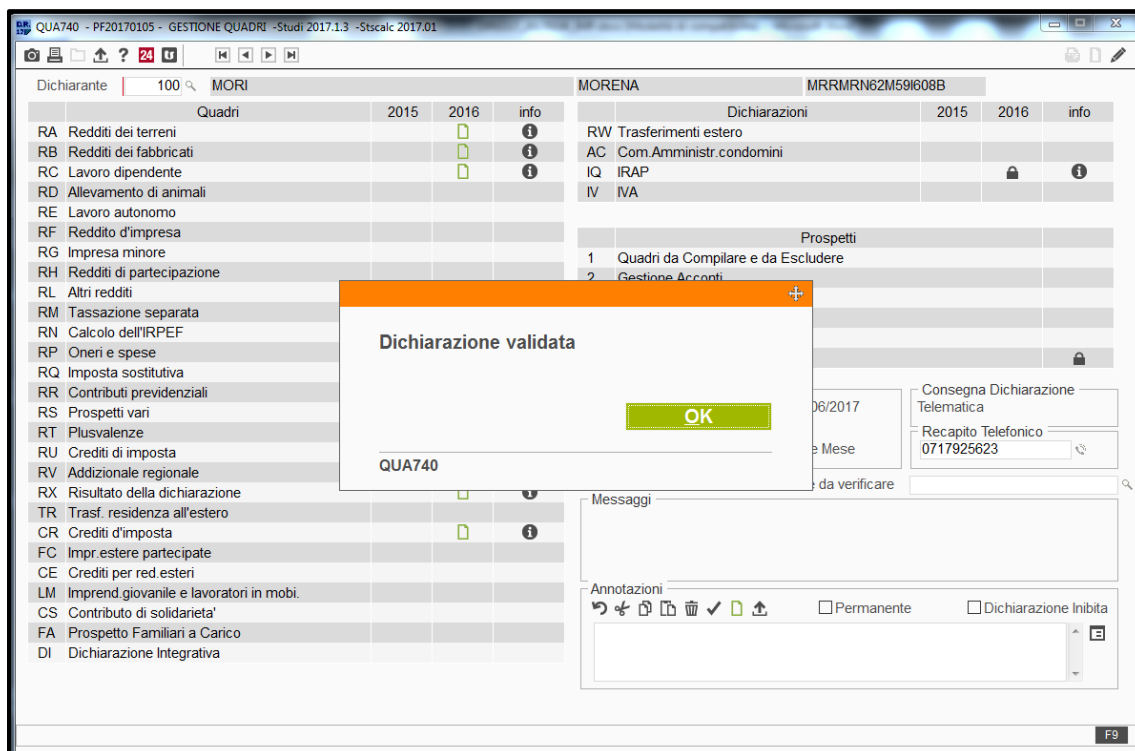 QUA740 - PF20170105 - GESTIONE QUADRI -Studi 2017.1.3 -Stscalc 2017.01
? 24
Dichiarante 100 MORI MORENA MRRMRN62M59I608B
Quadri 2015 2016 info
RA Redditi dei terreni
RB Redditi dei fabbricati
RC Lavoro dipendente
RD Allevamento di animali
RE Lavoro autonomo
RF Reddito d'impresa
RG Impresa minore
RH Redditi di partecipazione
RL Altri redditi
RM Tassazione separata
RN Calcolo dell'IRPEF
RP Oneri e spese
RQ Imposta sostitutiva
RR Contributi previdenziali
RS Prospetti vari
RT Plusvalenze
RU Crediti di imposta
RV Addizionale regionale
RX Risultato della dichiarazione
TR Trasf. residenza all'estero
CR Crediti d'imposta
FC Impr.estere partecipate
CE Crediti per red.esteri
LM Imprend.giovanile e lavoratori in mobi.
CS Contributo di solidarieta'
FA Prospetto Familiari a Carico
DI Dichiarazione Integrativa
Dichiarazioni 2015 2016 info
RW Trasferimenti estero
AC Com.Amministr.condomini
IQ IRAP
IV IVA
Prospetti
1 Quadri da Compilare e da Escludere
2 Gestione Acconti
Dichiarazione validata
OK
QUA740
06/2017
e Mese
Consegna Dichiarazione
Telematica
Recapito Telefonico
0717925623
da verificare
Messaggi
Annotazioni
Permanente Dichiarazione Inibita
F9